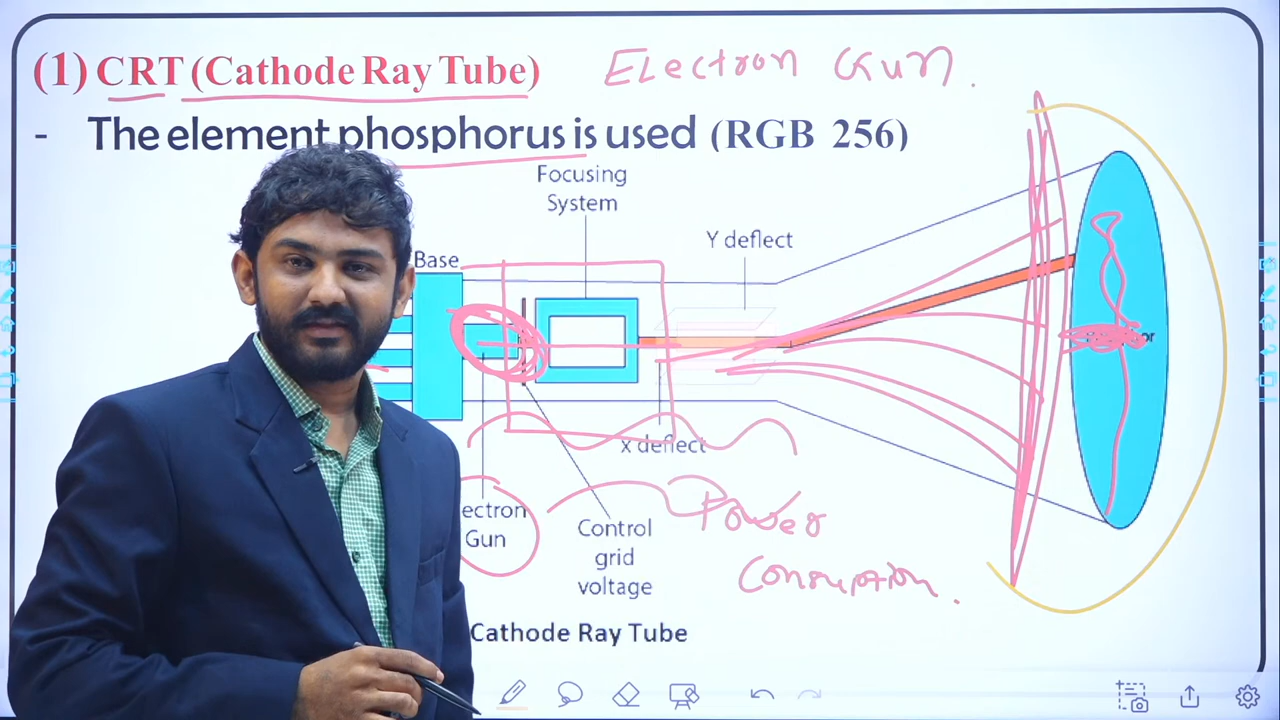 (1) CRT (Cathode Ray Tube) Electron Gun.
- The element phosphorus is used (RGB 256)
Focusing
System
Y deflect
Base
x deflect
ectron
Gun
Control
grid
voltage
Power
Consuption.
Cathode Ray Tube